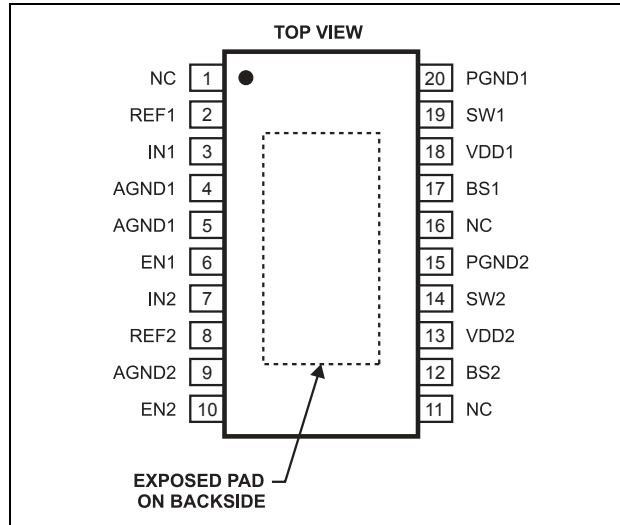 TOP VIEW
NC 1 20 PGND1
REF1 2 19 SW1
IN1 3 18 VDD1
AGND1 4 17 BS1
AGND1 5 16 NC
EN1 6 15 PGND2
IN2 7 14 SW2
REF2 8 13 VDD2
AGND2 9 12 BS2
EN2 10 11 NC
EXPOSED PAD
ON BACKSIDE